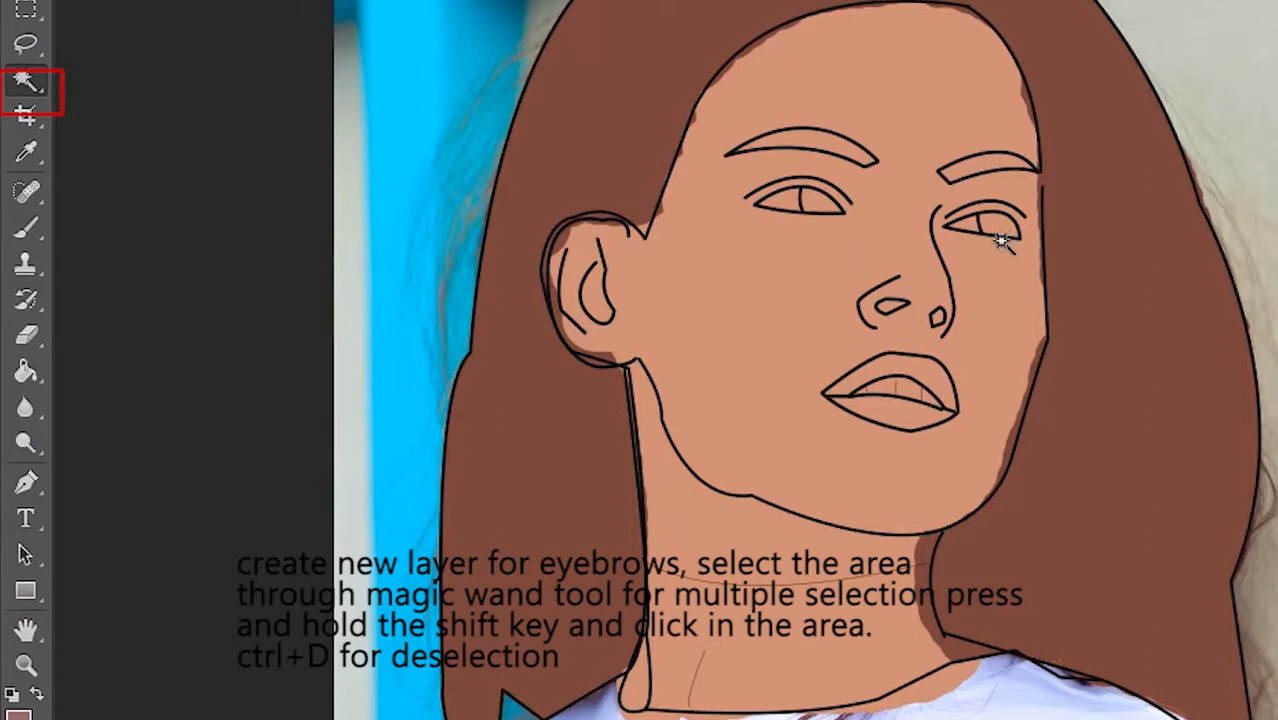 create new layer for eyebrows, select the area
through magic wand tool for multiple selection press
and hold the shift key and click in the area.
ctrl+D for deselection